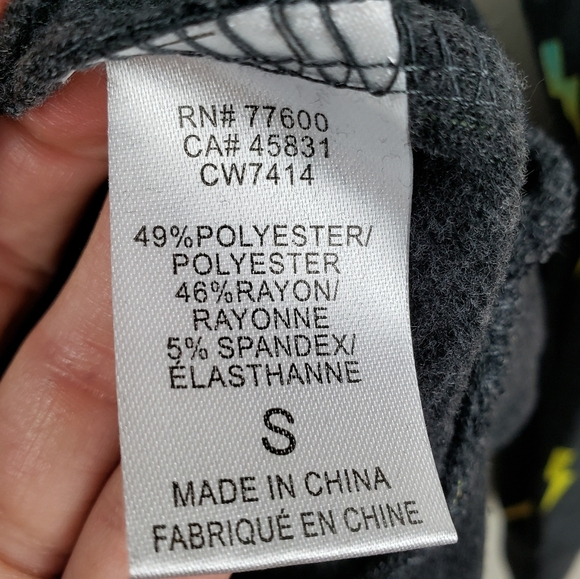 RN# 77600
CA# 45831
CW7414
49%POLYESTER/
POLYESTER
46%RAYON/
RAYONNE
5% SPANDEX/
ÉLASTHANNE
S
MADE IN CHINA
FABRIQUÉ EN CHINE